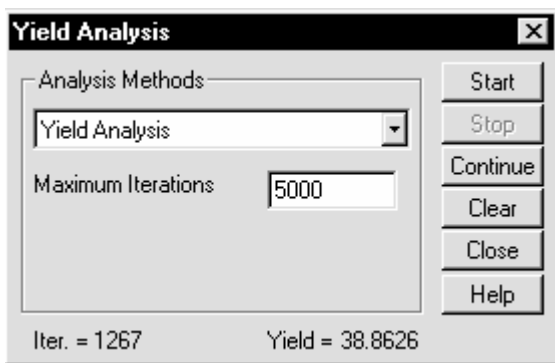 Yield Analysis
Analysis Methods
Yield Analysis
Maximum Iterations 5000
Start
Stop
Continue
Clear
Close
Help
Iter. = 1267 Yield = 38.8626